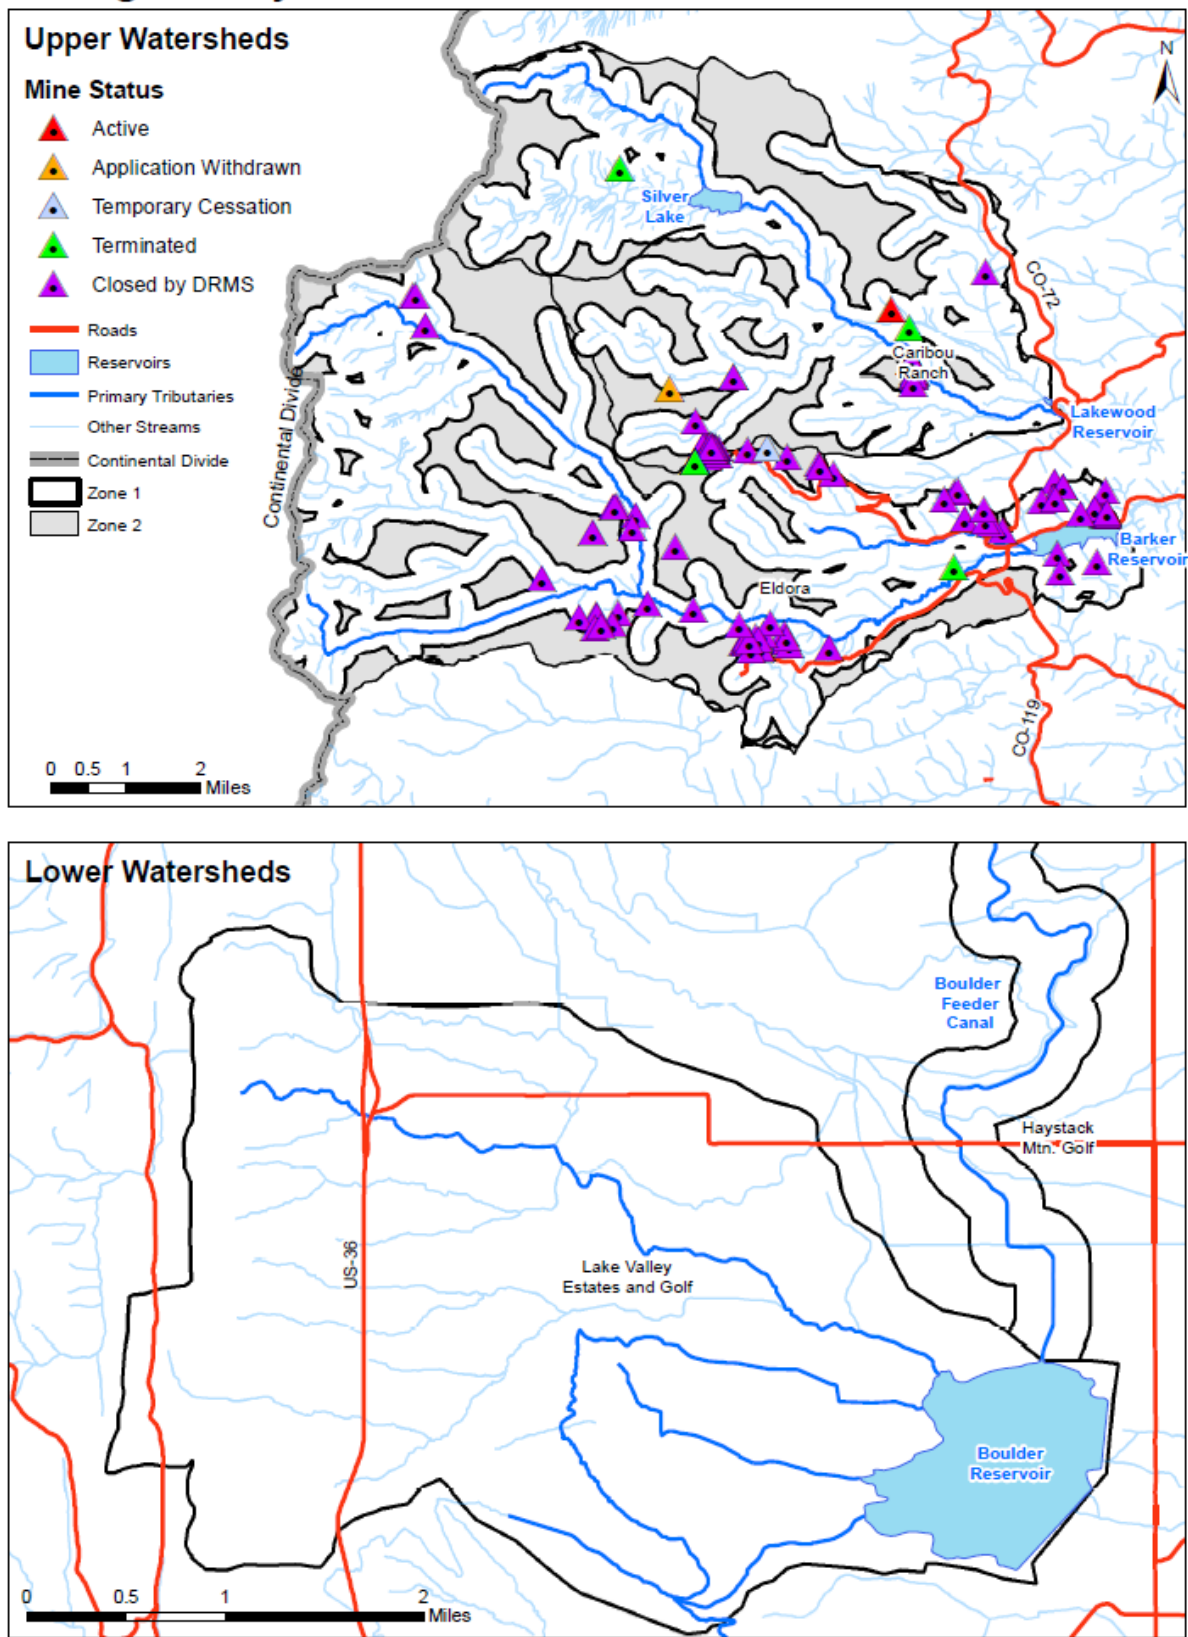 Upper Watersheds
Mine Status
Active
Application Withdrawn
Temporary Cessation
Terminated
Closed by DRMS
Roads
Reservoirs
Primary Tributaries
Other Streams
Continental Divide
Zone 1
Zone 2
0 0.5 1 2
Miles
N
Silver
Lake
CO-72
Caribou
Ranch
Lakewood
Reservoir
Continental Divide
Barker
Reservoir
Eldora
CO-119
Lower Watersheds
Boulder
Feeder
Canal
Haystack
Mtn. Golf
US-36
Lake Valley
Estates and Golf
Boulder
Reservoir
0 0.5 1 2
Miles